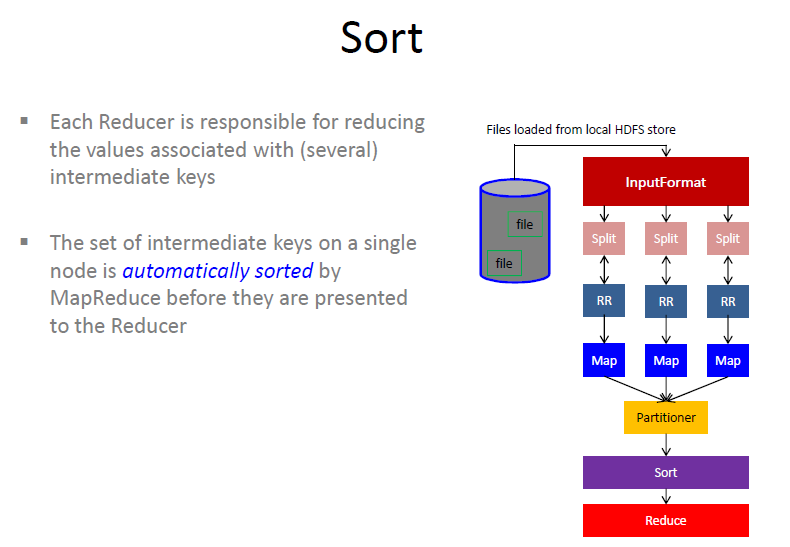 Sort
Each Reducer is responsible for reducing
the values associated with (several)
intermediate keys
The set of intermediate keys on a single
node is automatically sorted by
MapReduce before they are presented
to the Reducer
Files loaded from local HDFS store
file
file
InputFormat
Split
Split
Split
RR
RR
RR
Map
Map
Map
Partitioner
Sort
Reduce